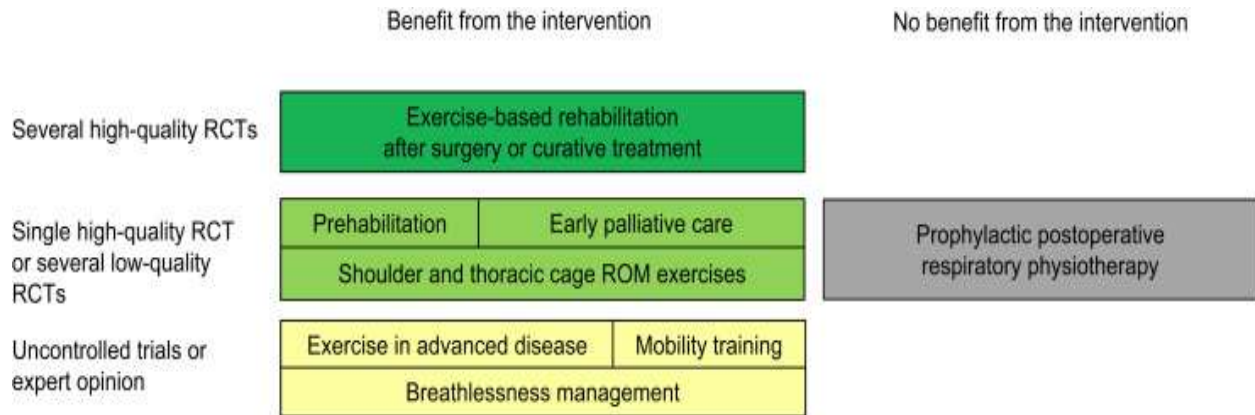 Benefit from the intervention
No benefit from the intervention
Several high-quality RCTs
Exercise-based rehabilitation
after surgery or curative treatment
Single high-quality RCT
or several low-quality
RCTs
Prehabilitation
Early palliative care
Shoulder and thoracic cage ROM exercises
Prophylactic postoperative
respiratory physiotherapy
Uncontrolled trials or
expert opinion
Exercise in advanced disease
Mobility training
Breathlessness management